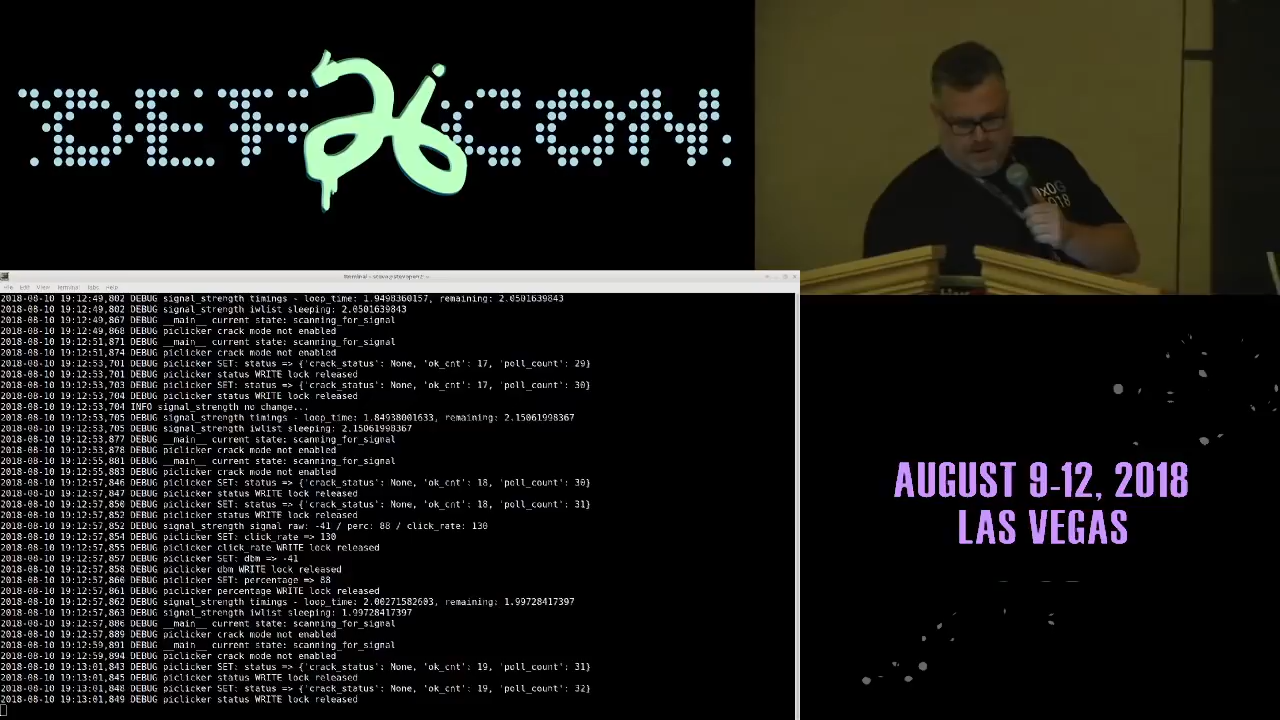 DEF 26 CON
x0G
018
Terminal
File Edit View Terminal Tabs Help
2018-08-10 19:12:49,802 DEBUG signal_strength timings - loop_time: 1.9498360157, remaining: 2.0501639843
2018-08-10 19:12:49,802 DEBUG signal_strength iwlist sleeping: 2.0501639843
2018-08-10 19:12:49,867 DEBUG __main__ current state: scanning_for_signal
2018-08-10 19:12:49,868 DEBUG piclicker crack mode not enabled
2018-08-10 19:12:51,871 DEBUG __main__ current state: scanning_for_signal
2018-08-10 19:12:51,874 DEBUG piclicker crack mode not enabled
2018-08-10 19:12:53,701 DEBUG piclicker SET: status => {'crack_status': None, 'ok_cnt': 17, 'poll_count': 29}
2018-08-10 19:12:53,701 DEBUG piclicker status WRITE lock released
2018-08-10 19:12:53,703 DEBUG piclicker SET: status => {'crack_status': None, 'ok_cnt': 17, 'poll_count': 30}
2018-08-10 19:12:53,704 DEBUG piclicker status WRITE lock released
2018-08-10 19:12:53,704 INFO signal_strength no change...
2018-08-10 19:12:53,705 DEBUG signal_strength timings - loop_time: 1.84938001633, remaining: 2.15061998367
2018-08-10 19:12:53,705 DEBUG signal_strength iwlist sleeping: 2.15061998367
2018-08-10 19:12:53,877 DEBUG __main__ current state: scanning_for_signal
2018-08-10 19:12:53,878 DEBUG piclicker crack mode not enabled
2018-08-10 19:12:55,881 DEBUG __main__ current state: scanning_for_signal
2018-08-10 19:12:55,883 DEBUG piclicker crack mode not enabled
2018-08-10 19:12:57,846 DEBUG piclicker SET: status => {'crack_status': None, 'ok_cnt': 18, 'poll_count': 30}
2018-08-10 19:12:57,847 DEBUG piclicker status WRITE lock released
2018-08-10 19:12:57,850 DEBUG piclicker SET: status => {'crack_status': None, 'ok_cnt': 18, 'poll_count': 31}
2018-08-10 19:12:57,852 DEBUG piclicker status WRITE lock released
2018-08-10 19:12:57,852 DEBUG signal_strength signal raw: -41 / perc: 88 / click_rate: 130
2018-08-10 19:12:57,854 DEBUG piclicker SET: click_rate => 130
2018-08-10 19:12:57,855 DEBUG piclicker click_rate WRITE lock released
2018-08-10 19:12:57,857 DEBUG piclicker SET: dbm => -41
2018-08-10 19:12:57,858 DEBUG piclicker dbm WRITE lock released
2018-08-10 19:12:57,860 DEBUG piclicker SET: percentage => 88
2018-08-10 19:12:57,861 DEBUG piclicker percentage WRITE lock released
2018-08-10 19:12:57,862 DEBUG signal_strength timings - loop_time: 2.00271582603, remaining: 1.99728417397
2018-08-10 19:12:57,863 DEBUG signal_strength iwlist sleeping: 1.99728417397
2018-08-10 19:12:57,886 DEBUG __main__ current state: scanning_for_signal
2018-08-10 19:12:57,889 DEBUG piclicker crack mode not enabled
2018-08-10 19:12:59,891 DEBUG __main__ current state: scanning_for_signal
2018-08-10 19:12:59,894 DEBUG piclicker crack mode not enabled
2018-08-10 19:13:01,843 DEBUG piclicker SET: status => {'crack_status': None, 'ok_cnt': 19, 'poll_count': 31}
2018-08-10 19:13:01,845 DEBUG piclicker status WRITE lock released
2018-08-10 19:13:01,848 DEBUG piclicker SET: status => {'crack_status': None, 'ok_cnt': 19, 'poll_count': 32}
2018-08-10 19:13:01,849 DEBUG piclicker status WRITE lock released
AUGUST 9-12, 2018
LAS VEGAS